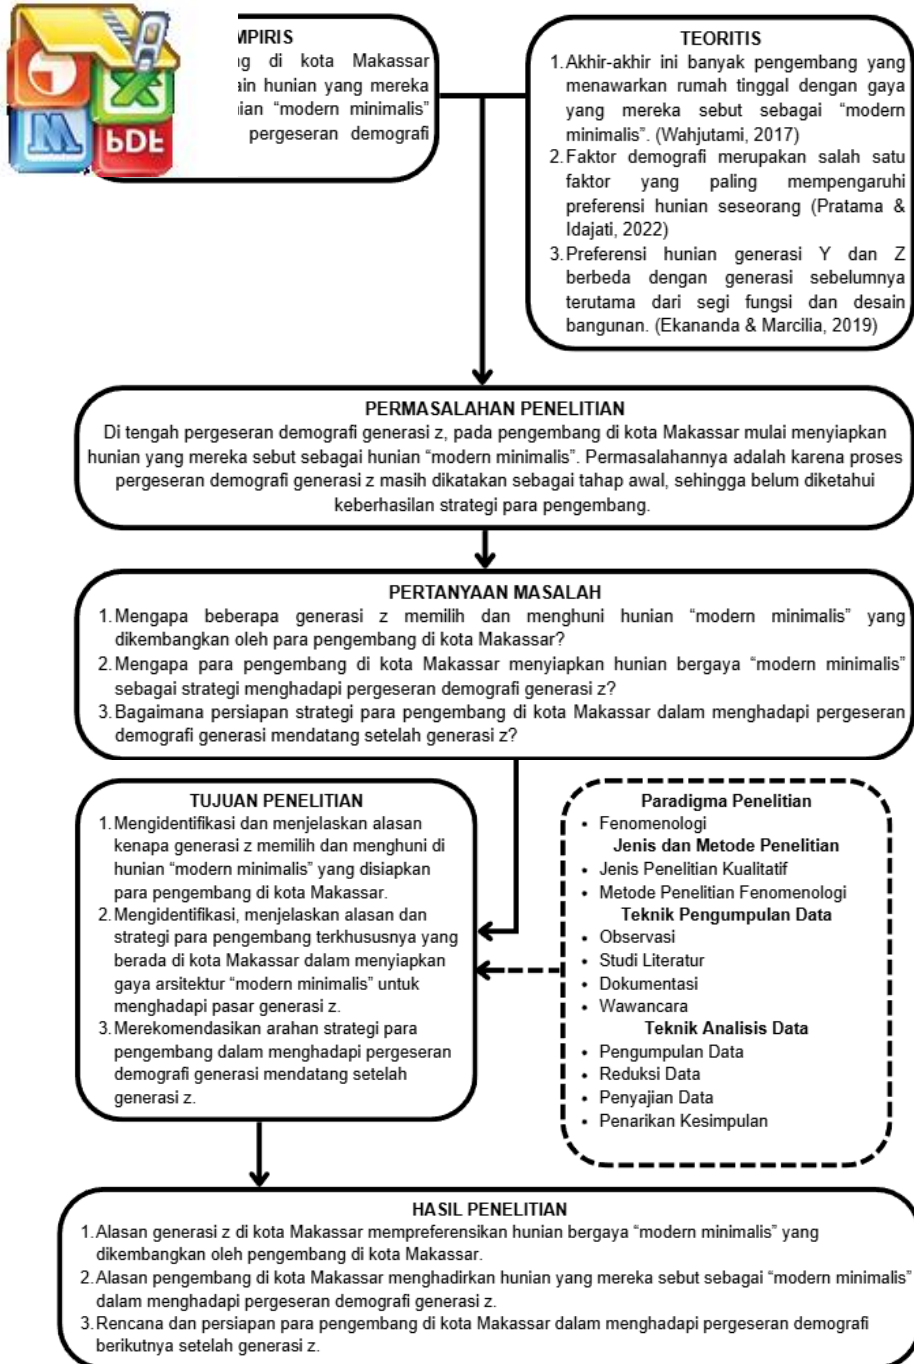 MPIRIS
g di kota Makassar
ain hunian yang mereka
ian “modern minimalis”
pergeseran demografi
TEORITIS
1. Akhir-akhir ini banyak pengembang yang
menawarkan rumah tinggal dengan gaya
yang mereka sebut sebagai “modern
minimalis”. (Wahjutami, 2017)
2. Faktor demografi merupakan salah satu
faktor yang paling mempengaruhi
preferensi hunian seseorang (Pratama &
Idajati, 2022)
3. Preferensi hunian generasi Y dan Z
berbeda dengan generasi sebelumnya
terutama dari segi fungsi dan desain
bangunan. (Ekananda & Marcilia, 2019)
PERMASALAHAN PENELITIAN
Di tengah pergeseran demografi generasi z, pada pengembang di kota Makassar mulai menyiapkan
hunian yang mereka sebut sebagai hunian “modern minimalis”. Permasalahannya adalah karena proses
pergeseran demografi generasi z masih dikatakan sebagai tahap awal, sehingga belum diketahui
keberhasilan strategi para pengembang.
PERTANYAAN MASALAH
1. Mengapa beberapa generasi z memilih dan menghuni hunian “modern minimalis” yang
dikembangkan oleh para pengembang di kota Makassar?
2. Mengapa para pengembang di kota Makassar menyiapkan hunian bergaya “modern minimalis”
sebagai strategi menghadapi pergeseran demografi generasi z?
3. Bagaimana persiapan strategi para pengembang di kota Makassar dalam menghadapi pergeseran
demografi generasi mendatang setelah generasi z?
TUJUAN PENELITIAN
1. Mengidentifikasi dan menjelaskan alasan
kenapa generasi z memilih dan menghuni di
hunian “modern minimalis” yang disiapkan
para pengembang di kota Makassar.
2. Mengidentifikasi, menjelaskan alasan dan
strategi para pengembang terkhususnya yang
berada di kota Makassar dalam menyiapkan
gaya arsitektur “modern minimalis” untuk
menghadapi pasar generasi z.
3. Merekomendasikan arahan strategi para
pengembang dalam menghadapi pergeseran
demografi generasi mendatang setelah
generasi z.
Paradigma Penelitian
• Fenomenologi
Jenis dan Metode Penelitian
• Jenis Penelitian Kualitatif
• Metode Penelitian Fenomenologi
Teknik Pengumpulan Data
• Observasi
• Studi Literatur
• Dokumentasi
• Wawancara
Teknik Analisis Data
• Pengumpulan Data
• Reduksi Data
• Penyajian Data
• Penarikan Kesimpulan
HASIL PENELITIAN
1. Alasan generasi z di kota Makassar mempreferensikan hunian bergaya “modern minimalis” yang
dikembangkan oleh pengembang di kota Makassar.
2. Alasan pengembang di kota Makassar menghadirkan hunian yang mereka sebut sebagai “modern minimalis”
dalam menghadapi pergeseran demografi generasi z.
3. Rencana dan persiapan para pengembang di kota Makassar dalam menghadapi pergeseran demografi
berikutnya setelah generasi z.